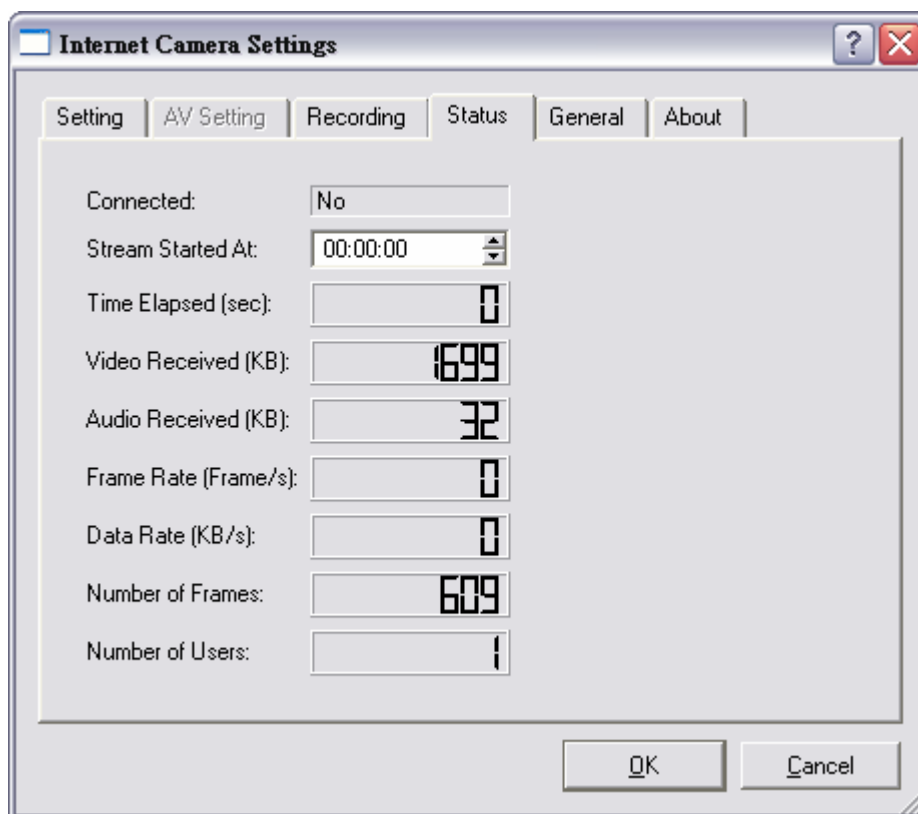 Internet Camera Settings
Setting AV Setting Recording Status General About
Connected: No
Stream Started At: 00:00:00
Time Elapsed (sec): 0
Video Received (KB): 1699
Audio Received (KB): 32
Frame Rate (Frame/s): 0
Data Rate (KB/s): 0
Number of Frames: 609
Number of Users: 1
OK Cancel